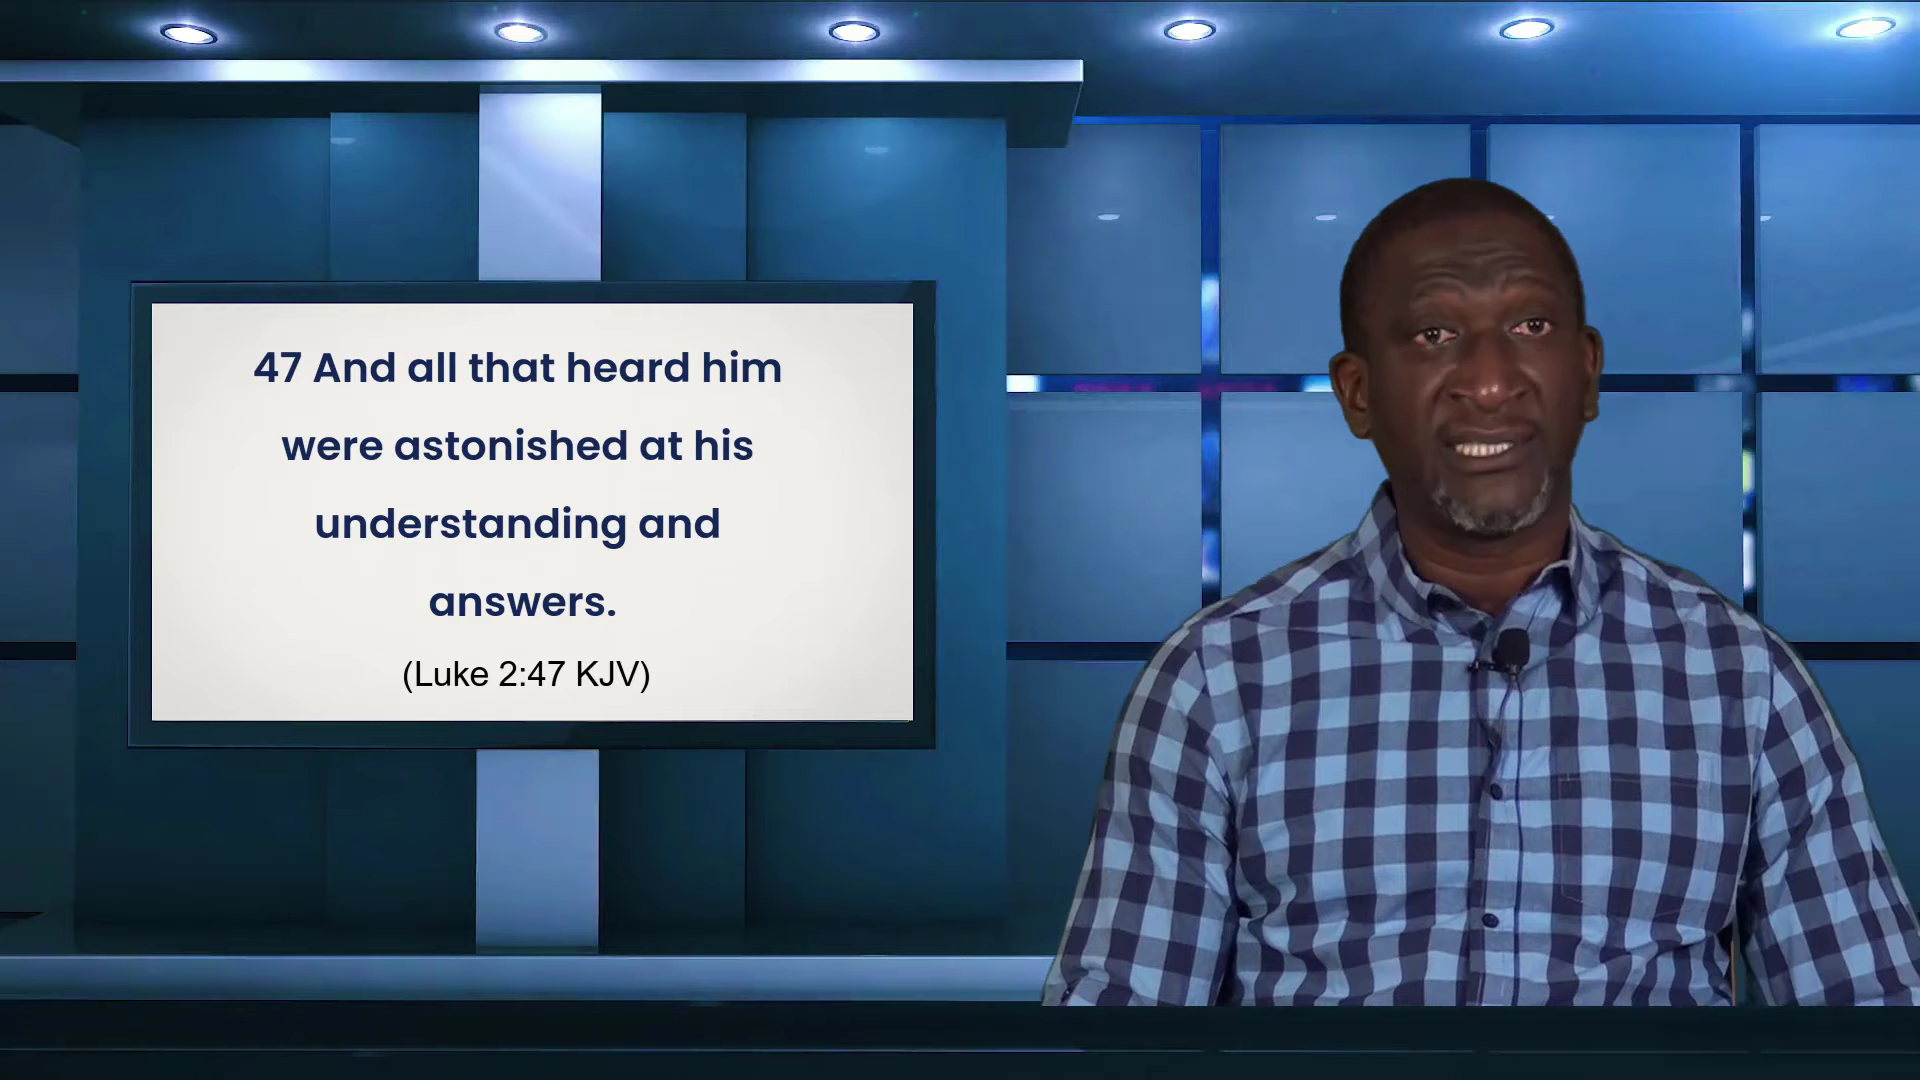 47 And all that heard him
were astonished at his
understanding and
answers.
(Luke 2:47 KJV)